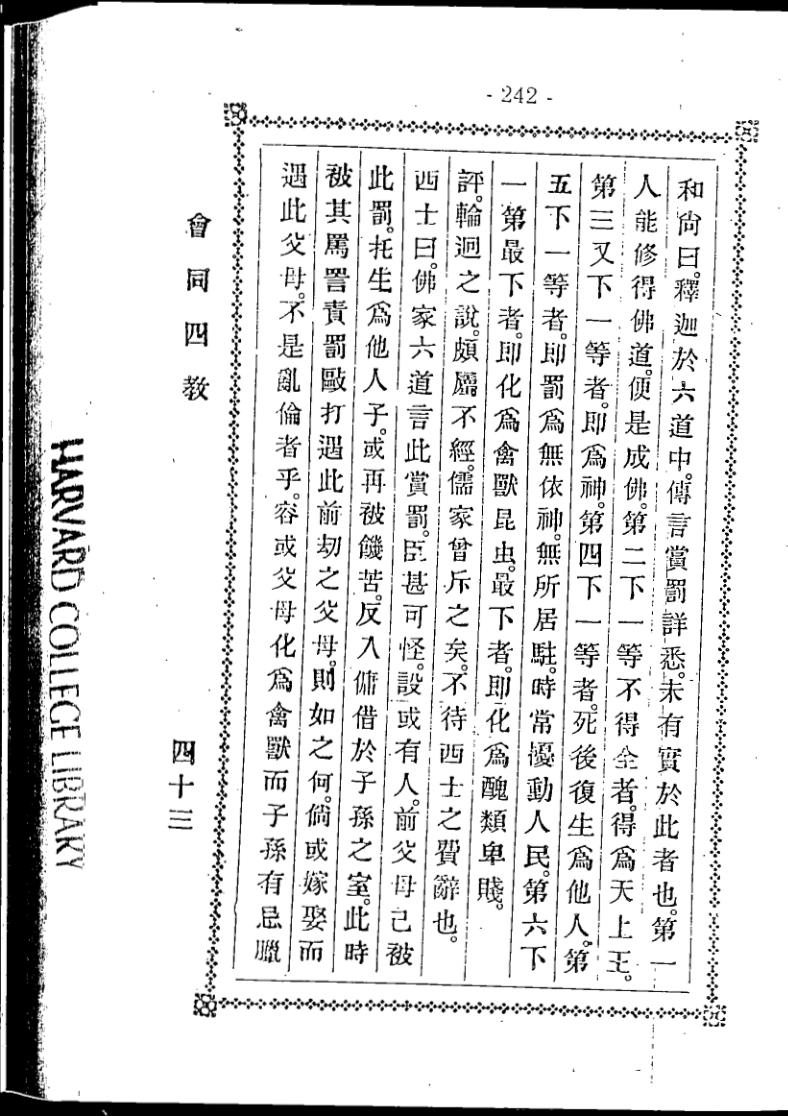 - 242 -
和尙曰。釋迦於六道中。傳言賞罰詳悉。未有實於此者也。第一
人能修得佛道。便是成佛。第二下一等不得全者。得爲天上王。
第三又下一等者。即爲神。第四下一等者。死後復生爲他人。第
五下一等者。即罰爲無依神。無所居駐。時常擾動人民。第六下
一第最下者。即化爲禽獸昆虫。最下者。即化爲醜類卑賤。
評。輪迴之說。頗屬不經。儒家曾斥之矣。不待西士之費辭也。
西士曰。佛家六道言此賞罰。臣甚可怪。設或有人。前父母己被
此罰。托生爲他人子。或再被饑苦。反入傭借於子孫之室。此時
被其罵詈責罰毆打遇此前刼之父母。則如之何。倘或嫁娶而
遇此父母。不是亂倫者乎。容或父母化爲禽獸而子孫有忌臘
會同四教
四十三
HARVARD COLLEGE LIBRARY